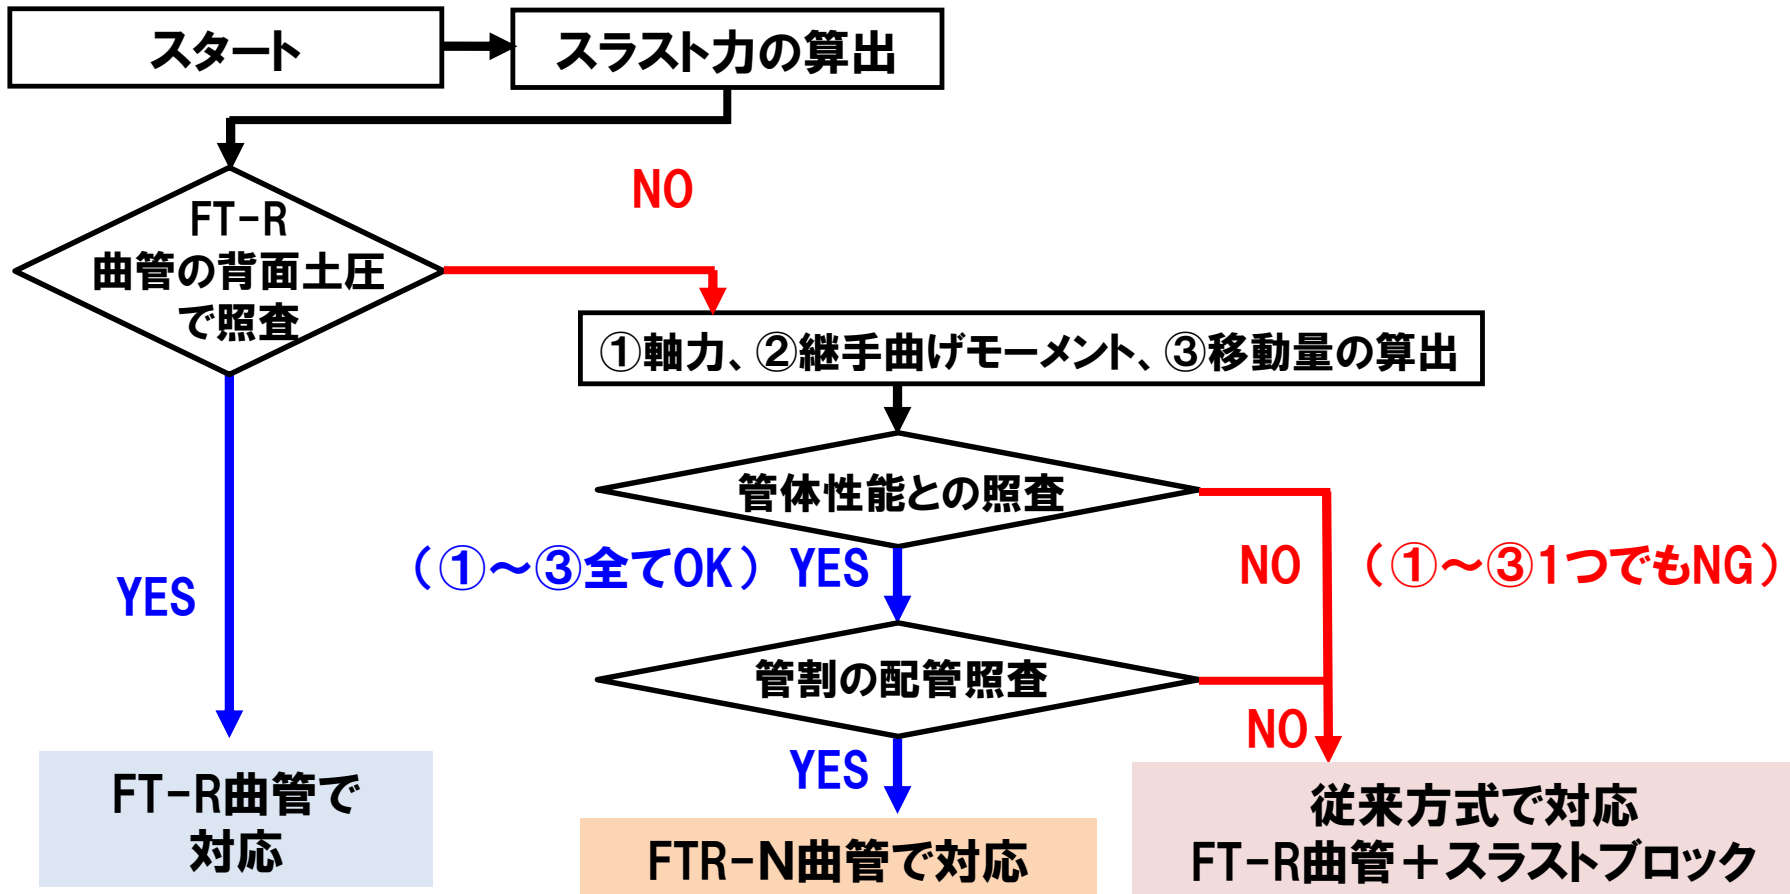 スタート
スラスト力の算出
NO
FT-R
曲管の背面土圧
で照査
①軸力、②継手曲げモーメント、③移動量の算出
管体性能との照査
(①～③全てOK) YES
NO (①～③1つでもNG)
YES
管割の配管照査
NO
YES
FT-R曲管で
対応
FTR-N曲管で対応
従来方式で対応
FT-R曲管＋スラストブロック